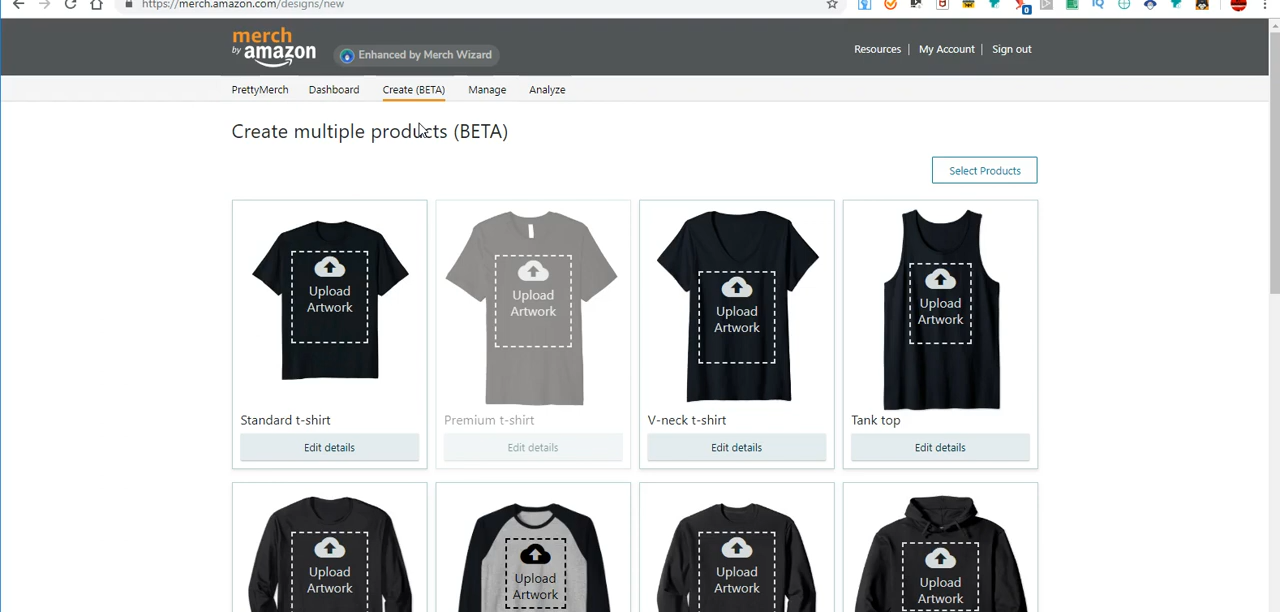 https://merch.amazon.com/designs/new
0
merch
by amazon
Enhanced by Merch Wizard
Resources | My Account | Sign out
PrettyMerch Dashboard Create (BETA) Manage Analyze
Create multiple products (BETA)
Select Products
Upload Artwork
Upload Artwork
Upload Artwork
Upload Artwork
Standard t-shirt
Premium t-shirt
V-neck t-shirt
Tank top
Edit details
Edit details
Edit details
Edit details
Upload Artwork
Upload Artwork
Upload Artwork
Upload Artwork